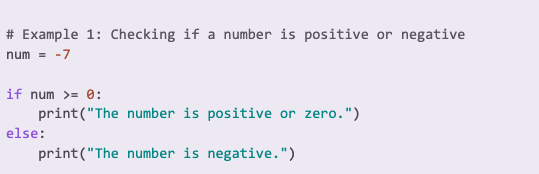 # Example 1: Checking if a number is positive or negative
num = -7
if num >= 0:
    print("The number is positive or zero.")
else:
    print("The number is negative.")